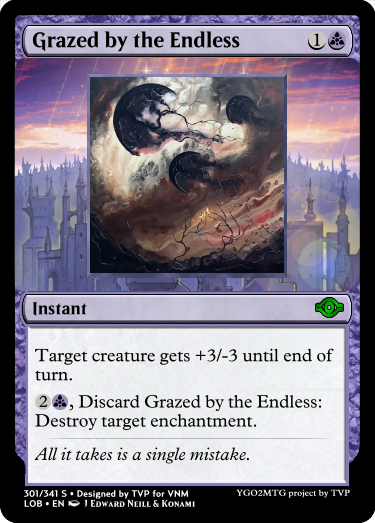 Grazed by the Endless 1
Instant
Target creature gets +3/-3 until end of
turn.
2, Discard Grazed by the Endless:
Destroy target enchantment.
All it takes is a single mistake.
301/341 S • Designed by TVP for VNM YGO2MTG project by TVP
LOB • EN J Edward Neill & Konami